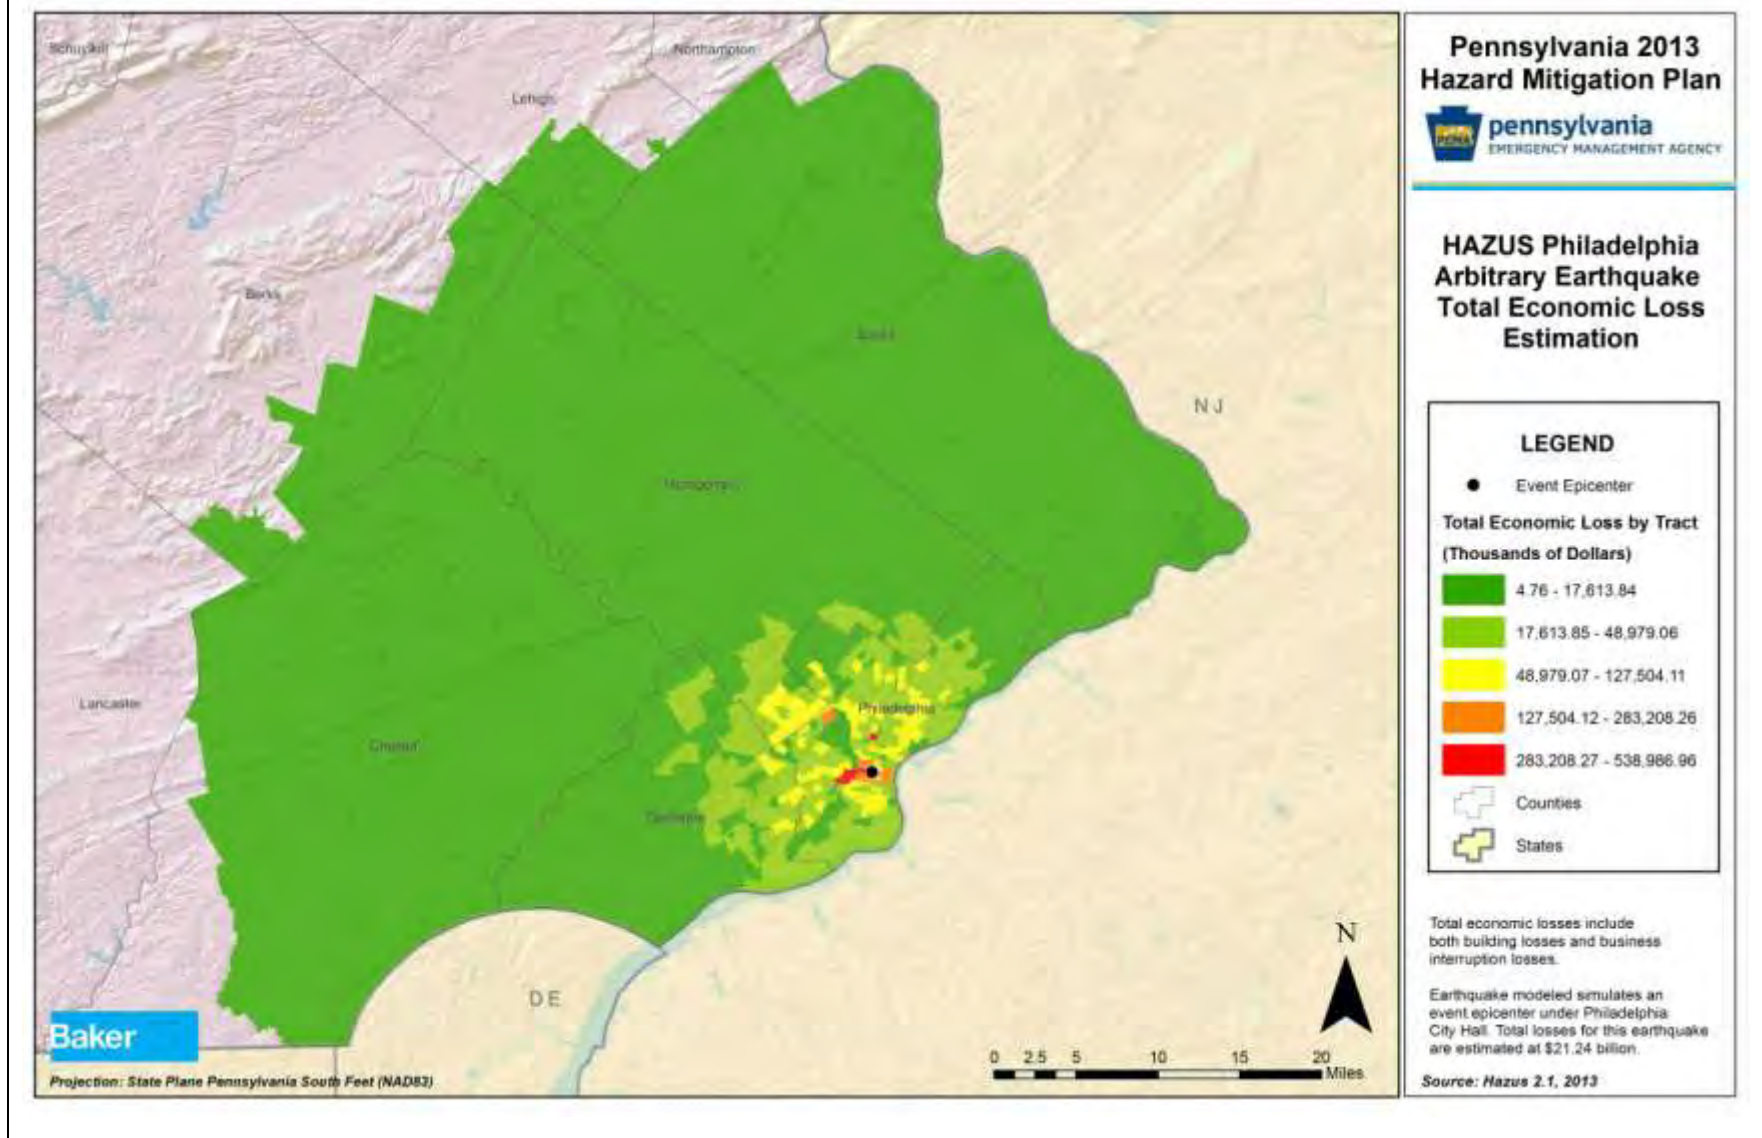 Schuylkill
Northampton
Lehigh
Berks
Bucks
NJ
Montgomery
Lancaster
Philadelphia
Chester
Delaware
DE
N
Baker
0 2.5 5 10 15 20
Miles
Projection: State Plane Pennsylvania South Feet (NAD83)
Pennsylvania 2013
Hazard Mitigation Plan
PEMA
pennsylvania
EMERGENCY MANAGEMENT AGENCY
HAZUS Philadelphia
Arbitrary Earthquake
Total Economic Loss
Estimation
LEGEND
Event Epicenter
Total Economic Loss by Tract
(Thousands of Dollars)
4.76 - 17,613.84
17,613.85 - 48,979.06
48,979.07 - 127,504.11
127,504.12 - 283,208.26
283,208.27 - 538,986.96
Counties
States
Total economic losses include
both building losses and business
interruption losses.
Earthquake modeled simulates an
event epicenter under Philadelphia
City Hall. Total losses for this earthquake
are estimated at $21.24 billion.
Source: Hazus 2.1, 2013